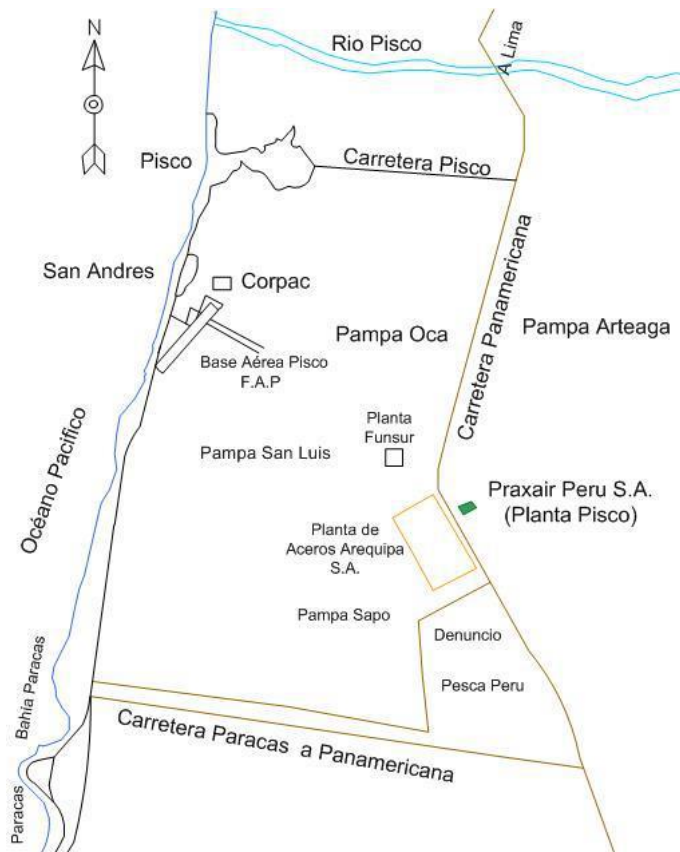 N
Rio Pisco
A Lima
Pisco
Carretera Pisco
San Andres
Corpac
Carretera Panamericana
Pampa Oca
Pampa Arteaga
Base Aérea Pisco
F.A.P
Planta
Funsur
Pampa San Luis
Océano Pacifico
Praxair Peru S.A.
(Planta Pisco)
Planta de
Aceros Arequipa
S.A.
Pampa Sapo
Denuncio
Pesca Peru
Bahía Paracas
Carretera Paracas a Panamericana
Paracas